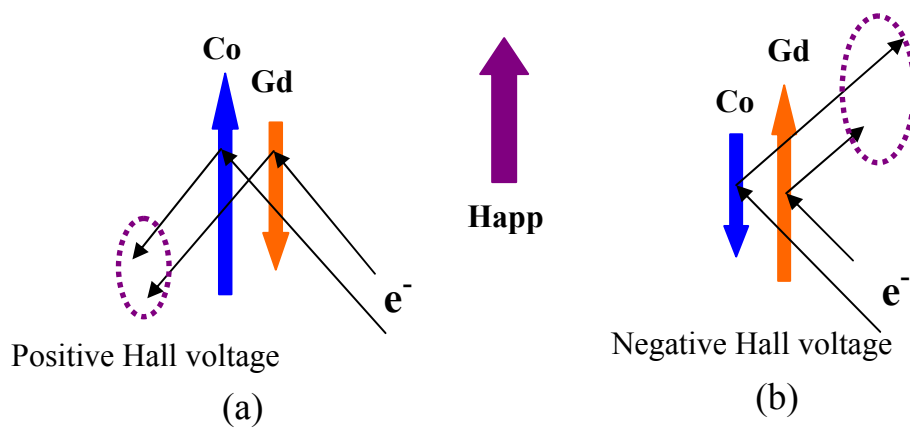 Co
Gd
e-
Positive Hall voltage
(a)
Happ
Gd
Co
e-
Negative Hall voltage
(b)